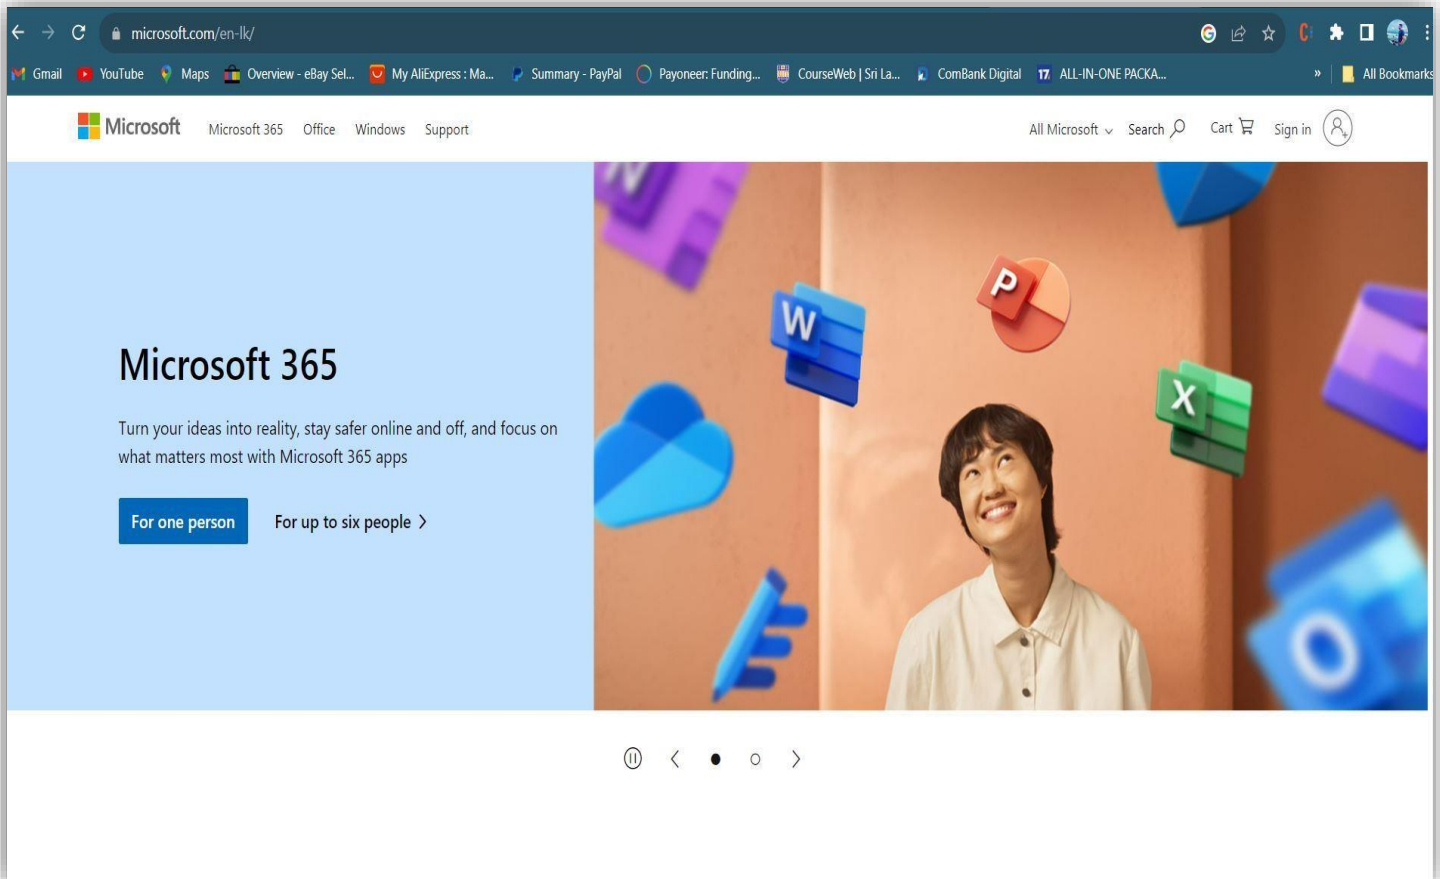 microsoft.com/en-lk/
Gmail YouTube Maps Overview - eBay Sel... My AliExpress : Ma... Summary - PayPal Payoneer: Funding... CourseWeb | Sri La... ComBank Digital 17 ALL-IN-ONE PACKA... » All Bookmarks
Microsoft Microsoft 365 Office Windows Support All Microsoft Search Cart Sign in
N
P
W
X
Microsoft 365
Turn your ideas into reality, stay safer online and off, and focus on
what matters most with Microsoft 365 apps
For one person For up to six people
O